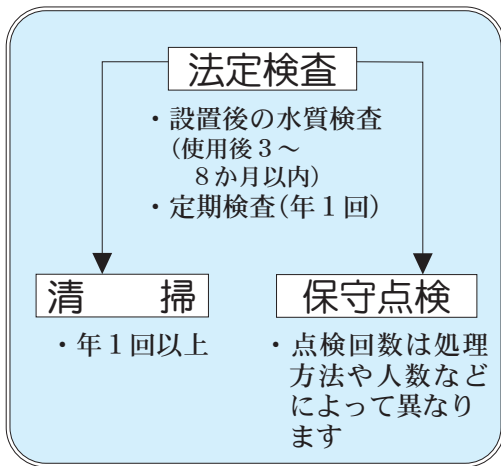 法定検査
・設置後の水質検査
(使用後３～
８か月以内)
・定期検査(年１回)
清　掃
・年１回以上
保守点検
・点検回数は処理
方法や人数など
によって異なり
ます